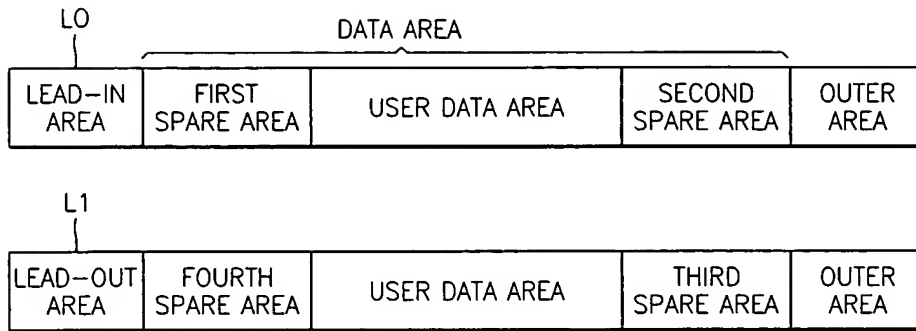 L0
DATA AREA
LEAD-IN AREA
FIRST SPARE AREA
USER DATA AREA
SECOND SPARE AREA
OUTER AREA
L1
LEAD-OUT AREA
FOURTH SPARE AREA
USER DATA AREA
THIRD SPARE AREA
OUTER AREA